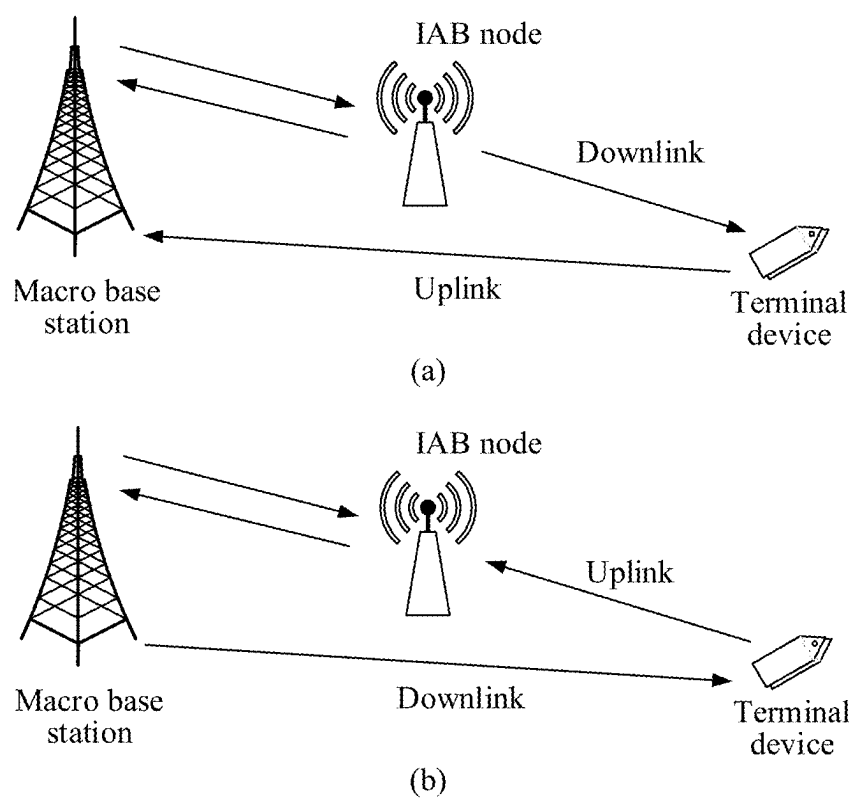 IAB node
Downlink
Uplink
Macro base
station
Terminal
device
(a)
IAB node
Uplink
Downlink
Macro base
station
Terminal
device
(b)